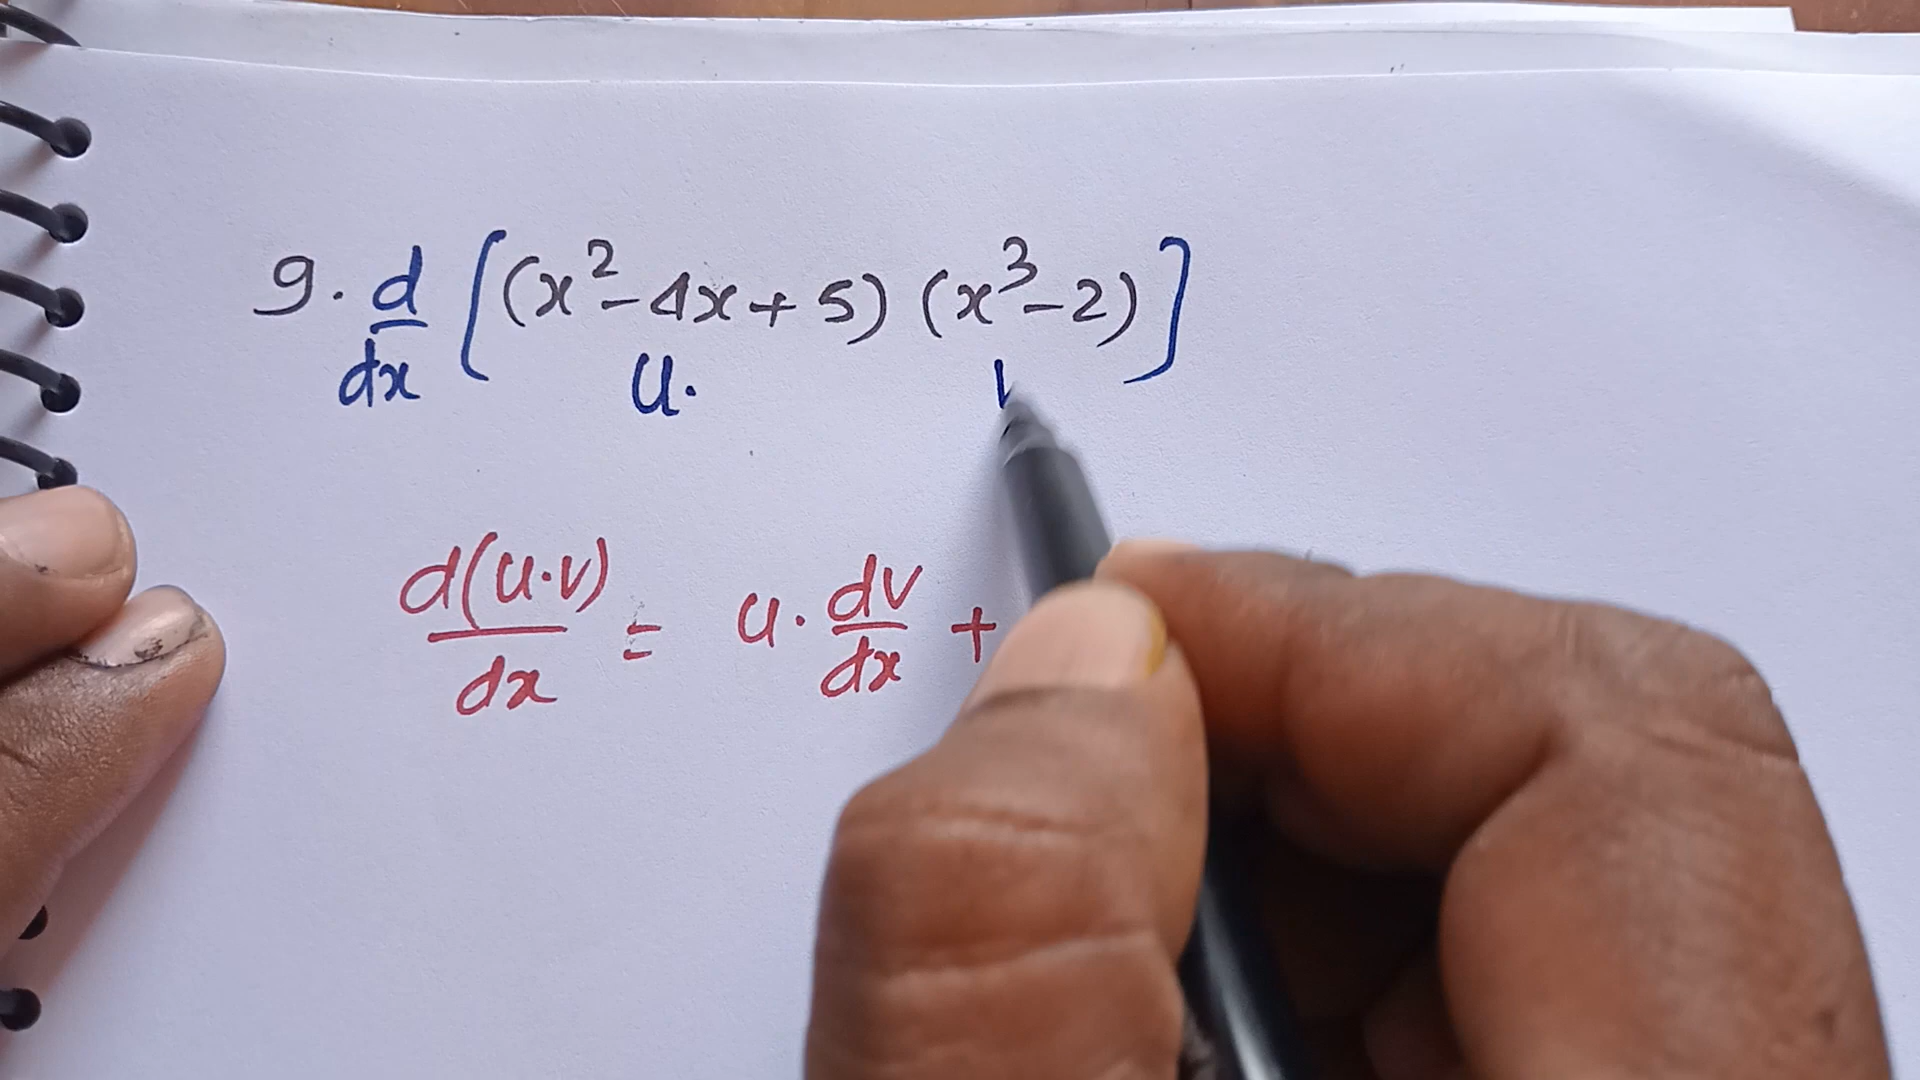 9. d/dx [(x²-4x+5) (x³-2)]
u.
d(u.v)/dx = u. dv/dx +